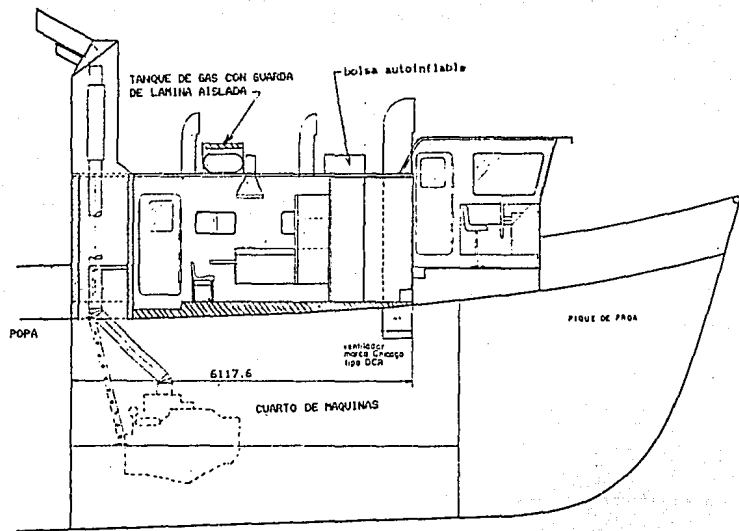 TANQUE DE GAS CON GUARDA
DE LAMINA AISLADA
bolsa autoinflable
POPA
PIQUE DE PROA
ventilador
marca Chicago
tipo DCA
6117.6
CUARTO DE MAQUINAS